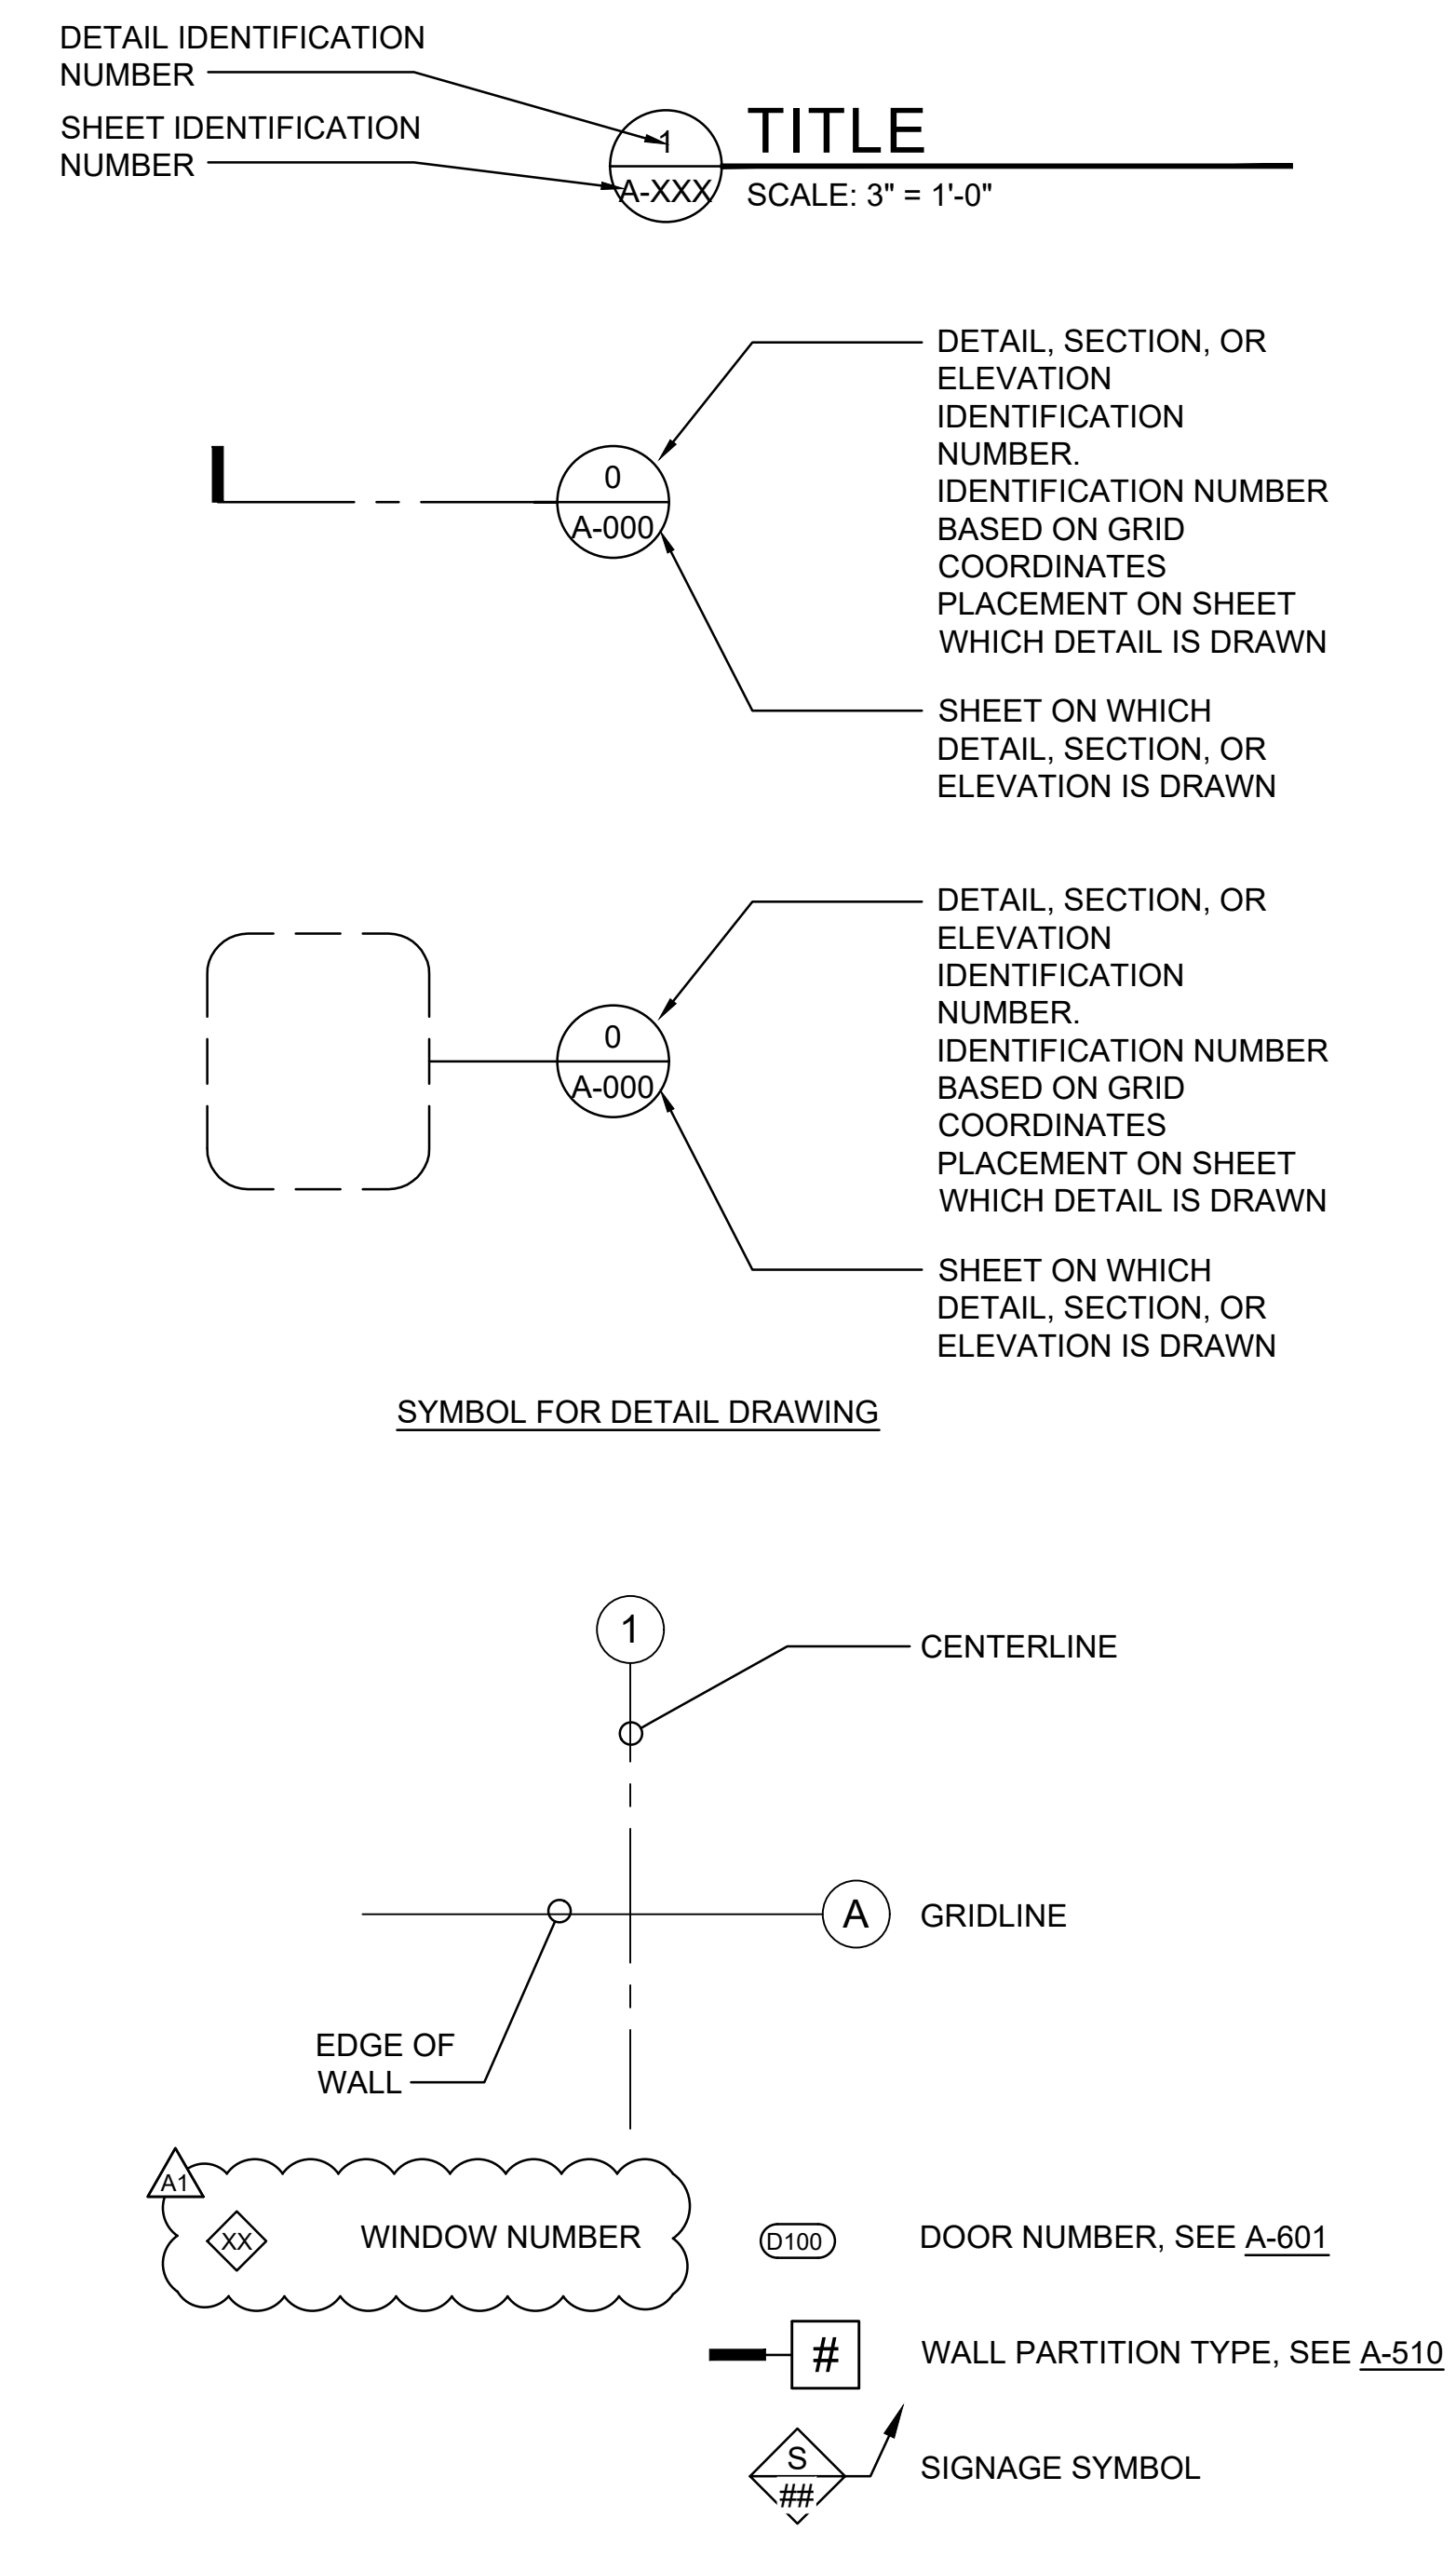 DETAIL IDENTIFICATION
NUMBER
SHEET IDENTIFICATION
NUMBER
1
A-XXX
TITLE
SCALE: 3" = 1'-0"
0
A-000
DETAIL, SECTION, OR
ELEVATION
IDENTIFICATION
NUMBER.
IDENTIFICATION NUMBER
BASED ON GRID
COORDINATES
PLACEMENT ON SHEET
WHICH DETAIL IS DRAWN
SHEET ON WHICH
DETAIL, SECTION, OR
ELEVATION IS DRAWN
0
A-000
DETAIL, SECTION, OR
ELEVATION
IDENTIFICATION
NUMBER.
IDENTIFICATION NUMBER
BASED ON GRID
COORDINATES
PLACEMENT ON SHEET
WHICH DETAIL IS DRAWN
SHEET ON WHICH
DETAIL, SECTION, OR
ELEVATION IS DRAWN
SYMBOL FOR DETAIL DRAWING
1
CENTERLINE
A
GRIDLINE
EDGE OF
WALL
A1
XX
WINDOW NUMBER
D100
DOOR NUMBER, SEE A-601
#
WALL PARTITION TYPE, SEE A-510
S
##
SIGNAGE SYMBOL